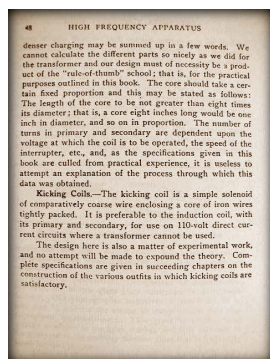 48 HIGH FREQUENCY APPARATUS
denser charging may be summed up in a few words. We
cannot calculate the different parts so nicely as we did for
the transformer and our design must of necessity be a prod-
uct of the "rule-of-thumb" school; that is, for the practical
purposes outlined in this book. The core should take a cer-
tain fixed proportion and this may be stated as follows:
The length of the core to be not greater than eight times
its diameter; that is, a core eight inches long would be one
inch in diameter, and so on in proportion. The number of
turns in primary and secondary are dependent upon the
voltage at which the coil is to be operated, the speed of the
interrupter, etc., and, as the specifications given in this
book are culled from practical experience, it is useless to
attempt an explanation of the process through which this
data was obtained.
Kicking Coils.—The kicking coil is a simple solenoid
of comparatively coarse wire enclosing a core of iron wires
tightly packed. It is preferable to the induction coil, with
its primary and secondary, for use on 110-volt direct cur-
rent circuits where a transformer cannot be used.
The design here is also a matter of experimental work,
and no attempt will be made to expound the theory. Com-
plete specifications are given in succeeding chapters on the
construction of the various outfits in which kicking coils are
satisfactory.